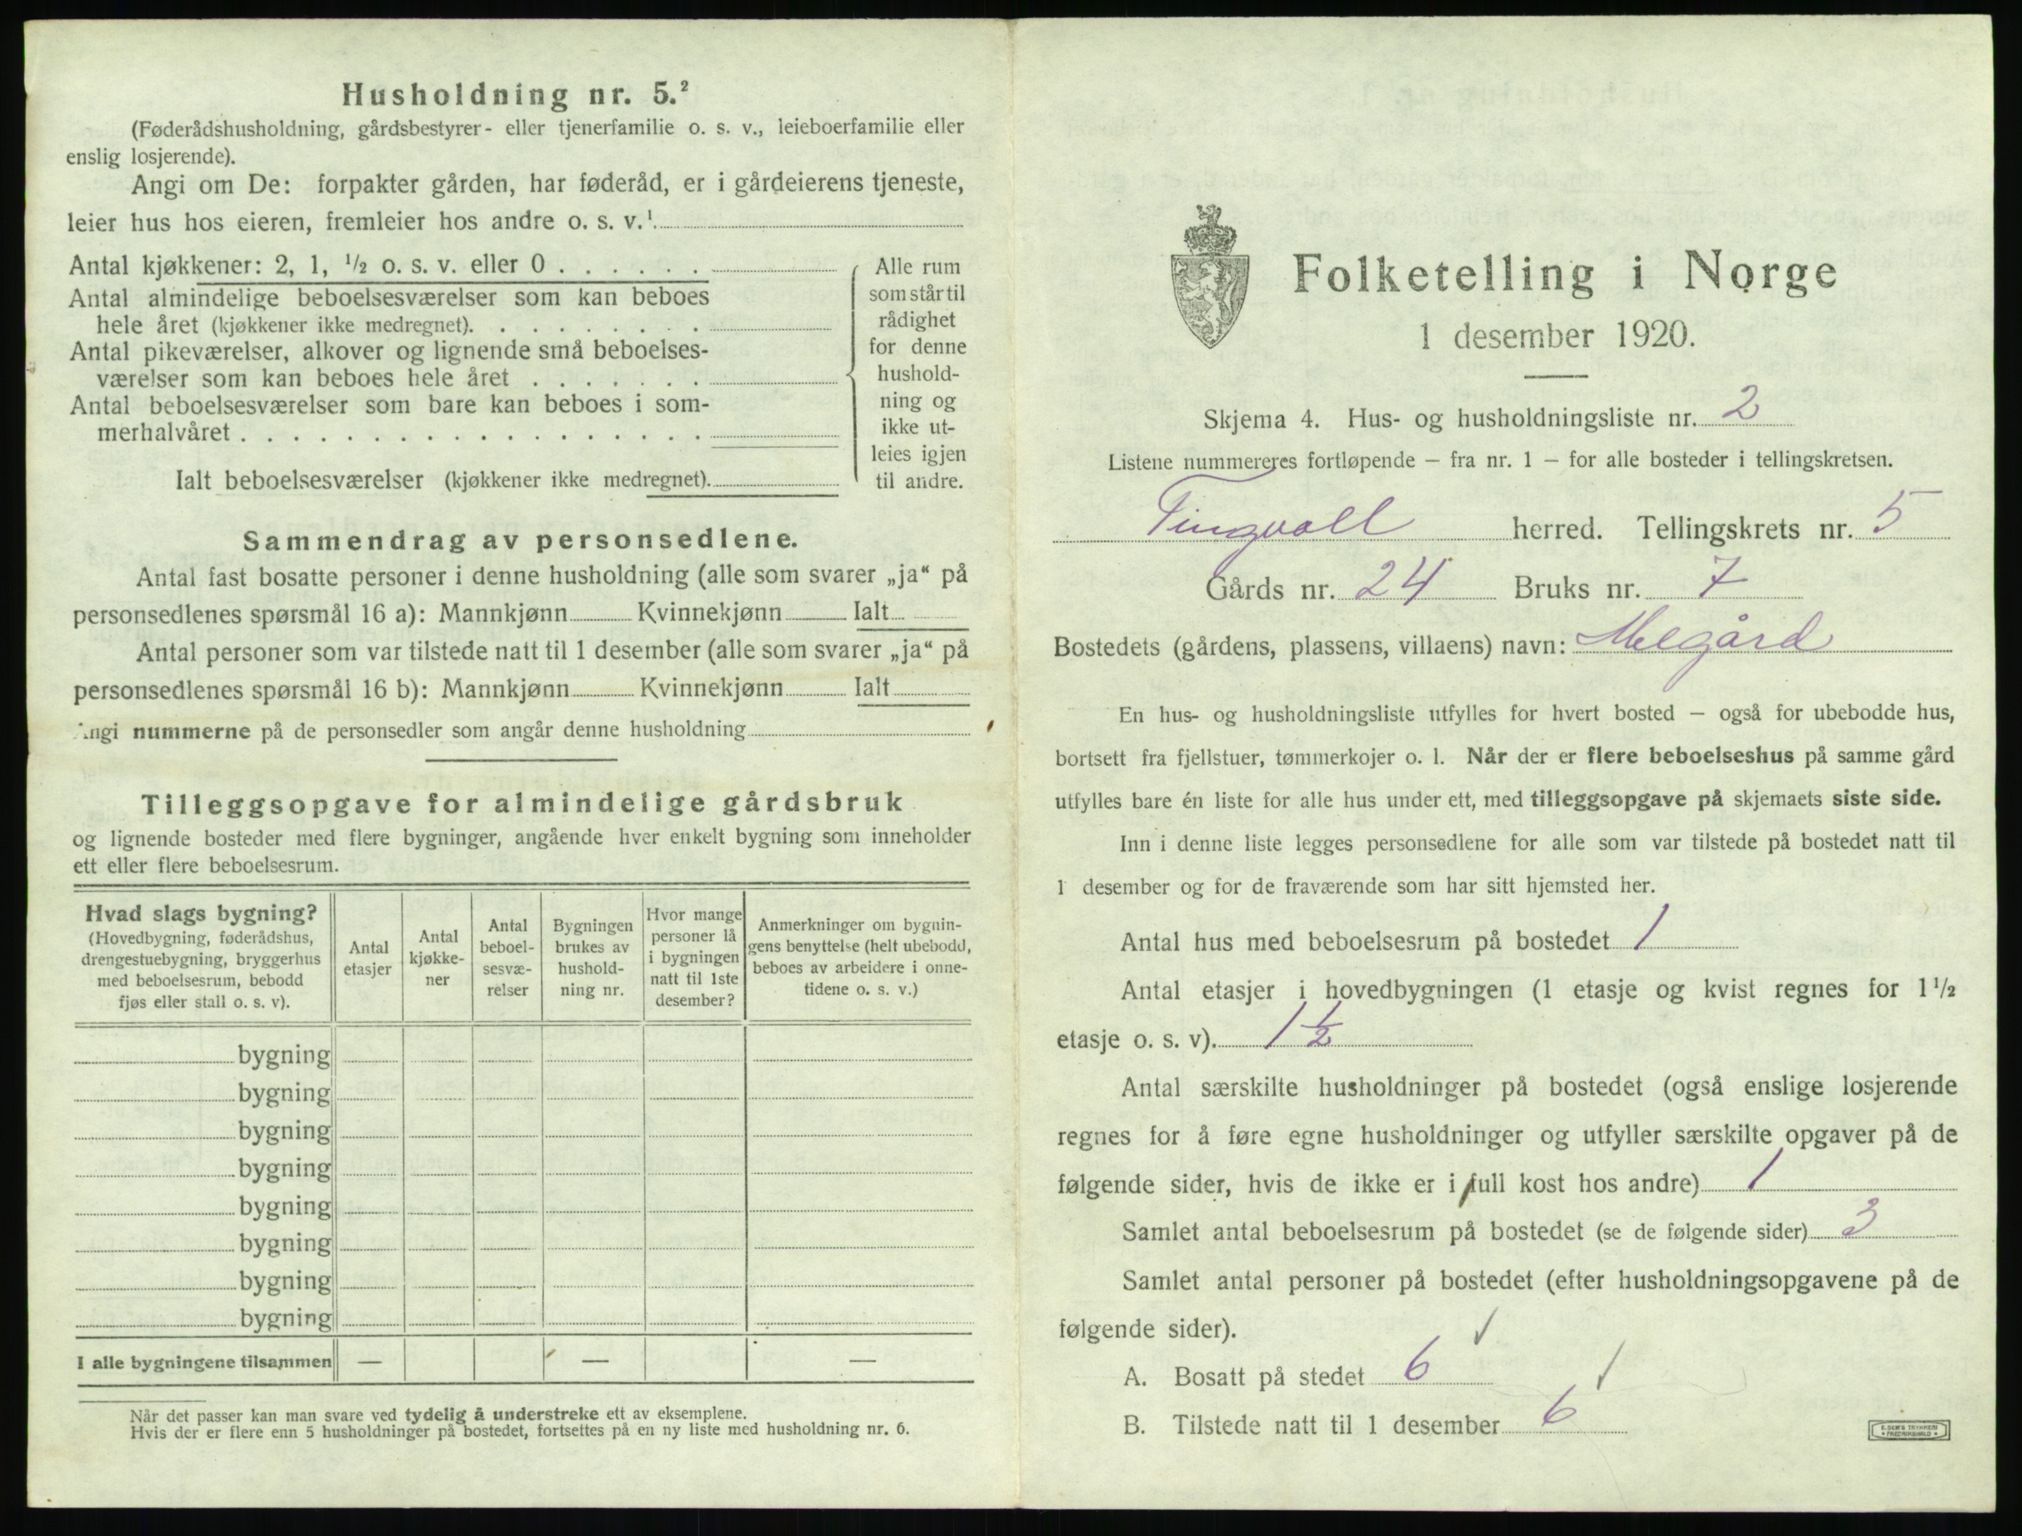 Husholdning nr. 5.²
(Føderådshusholdning, gårdsbestyrer- eller tjenerfamilie o. s. v., leieboerfamilie eller
enslig losjerende).
Angi om De: forpakter gården, har føderåd, er i gårdeierens tjeneste,
leier hus hos eieren, fremleier hos andre o. s. v.¹
Antal kjøkkener: 2, 1, ½ o. s. v. eller 0 . . . . . .
Antal almindelige beboelsesværelser som kan beboes
hele året (kjøkkener ikke medregnet). . . . . . . . .
Antal pikeværelser, alkover og lignende små beboelses-
værelser som kan beboes hele året . . . . . . .
Antal beboelsesværelser som bare kan beboes i som-
merhalvåret . . . . . . . . . . . . . . . . . .
Ialt beboelsesværelser (kjøkkener ikke medregnet).
Alle rum
som står til
rådighet
for denne
hushold-
ning og
ikke ut-
leies igjen
til andre.
Sammendrag av personsedlene.
Antal fast bosatte personer i denne husholdning (alle som svarer „ja“ på
personsedlenes spørsmål 16 a): Mannkjønn Kvinnekjønn Ialt
Antal personer som var tilstede natt til 1 desember (alle som svarer „ja“ på
personsedlenes spørsmål 16 b): Mannkjønn Kvinnekjønn Ialt
Angi nummerne på de personsedler som angår denne husholdning
Tilleggsopgave for almindelige gårdsbruk
og lignende bosteder med flere bygninger, angående hver enkelt bygning som inneholder
ett eller flere beboelsesrum.
Hvad slags bygning?
(Hovedbygning, føderådshus,
drengestuebygning, bryggerhus
med beboelsesrum, bebodd
fjøs eller stall o. s. v).
Antal
etasjer
Antal
kjøkke-
ner
Antal
beboel-
sesvæ-
relser
Bygningen
brukes av
hushold-
ning nr.
Hvor mange
personer lå
i bygningen
natt til 1ste
desember?
Anmerkninger om bygnin-
gens benyttelse (helt ubebodd,
beboes av arbeidere i onne-
tidene o. s. v.)
bygning
bygning
bygning
bygning
bygning
bygning
bygning
bygning
I alle bygningene tilsammen — — —
Når det passer kan man svare ved tydelig å understreke ett av eksemplene.
Hvis der er flere enn 5 husholdninger på bostedet, fortsettes på en ny liste med husholdning nr. 6.
Folketelling i Norge
1 desember 1920.
Skjema 4. Hus- og husholdningsliste nr. 2
Listene nummereres fortløpende – fra nr. 1 – for alle bosteder i tellingskretsen.
Tingvoll herred. Tellingskrets nr. 5
Gårds nr. 24 Bruks nr. 7
Bostedets (gårdens, plassens, villaens) navn: Melgård
En hus- og husholdningsliste utfylles for hvert bosted – også for ubebodde hus,
bortsett fra fjellstuer, tømmerkojer o. l. Når der er flere beboelseshus på samme gård
utfylles bare én liste for alle hus under ett, med tilleggsopgave på skjemaets siste side.
Inn i denne liste legges personsedlene for alle som var tilstede på bostedet natt til
1 desember og for de fraværende som har sitt hjemsted her.
Antal hus med beboelsesrum på bostedet 1
Antal etasjer i hovedbygningen (1 etasje og kvist regnes for 1½
etasje o. s. v). 1½
Antal særskilte husholdninger på bostedet (også enslige losjerende
regnes for å føre egne husholdninger og utfyller særskilte opgaver på de
følgende sider, hvis de ikke er i full kost hos andre) 1
Samlet antal beboelsesrum på bostedet (se de følgende sider) 3
Samlet antal personer på bostedet (efter husholdningsopgavene på de
følgende sider).
A. Bosatt på stedet 6
B. Tilstede natt til 1 desember 6